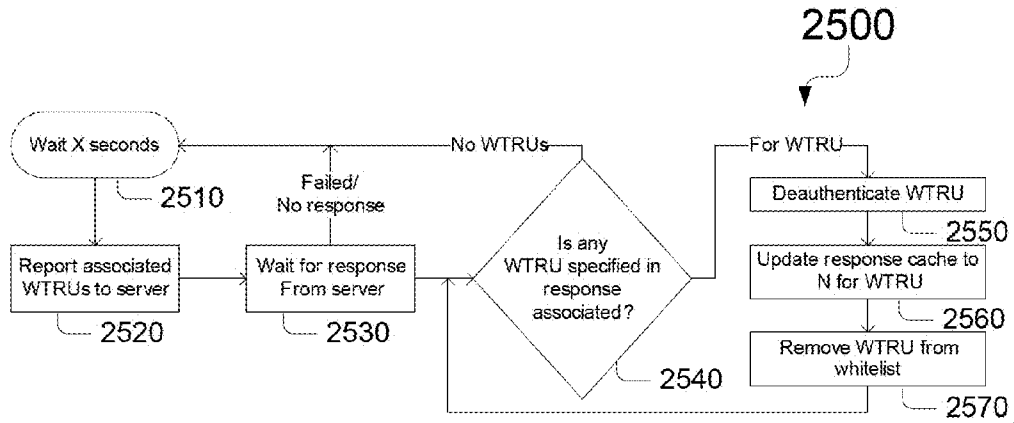 2500
Wait X seconds
2510
No WTRUs
For WTRU
Failed/
No response
Deauthenticate WTRU
2550
Report associated
WTRUs to server
2520
Wait for response
From server
2530
Is any
WTRU specified in
response
associated?
2540
Update response cache to
N for WTRU
2560
Remove WTRU from
whitelist
2570